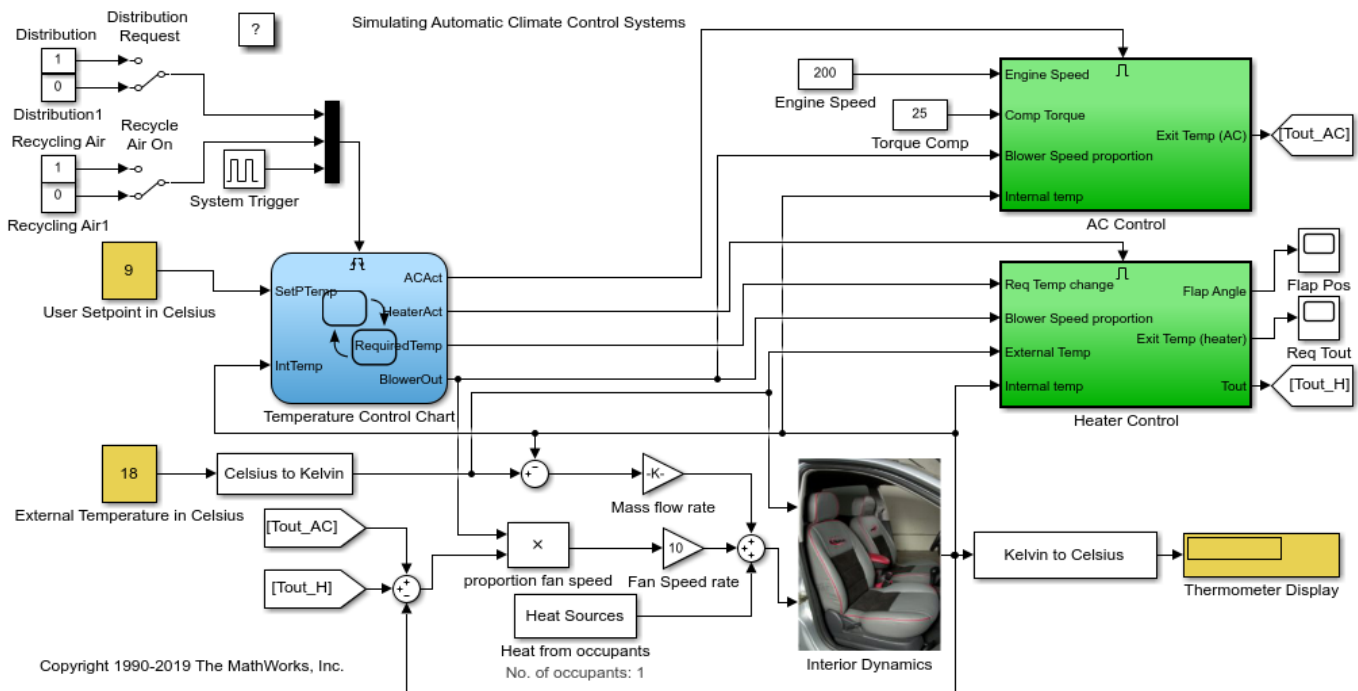 Simulating Automatic Climate Control Systems
Distribution
Request
Distribution
?
1
0
Distribution1
Recycling Air
Recycle
Air On
1
0
Recycling Air1
System Trigger
200
Engine Speed
25
Torque Comp
Engine Speed
Comp Torque
Blower Speed proportion
Internal temp
Exit Temp (AC)
AC Control
[Tout_AC]
9
User Setpoint in Celsius
SetPTemp
IntTemp
ACAct
HeaterAct
RequiredTemp
BlowerOut
Temperature Control Chart
Req Temp change
Blower Speed proportion
External Temp
Internal temp
Flap Angle
Exit Temp (heater)
Tout
Heater Control
Flap Pos
Req Tout
[Tout_H]
18
External Temperature in Celsius
Celsius to Kelvin
-K-
Mass flow rate
[Tout_AC]
[Tout_H]
×
proportion fan speed
10
Fan Speed rate
Heat Sources
Heat from occupants
No. of occupants: 1
Interior Dynamics
Kelvin to Celsius
Thermometer Display
Copyright 1990-2019 The MathWorks, Inc.